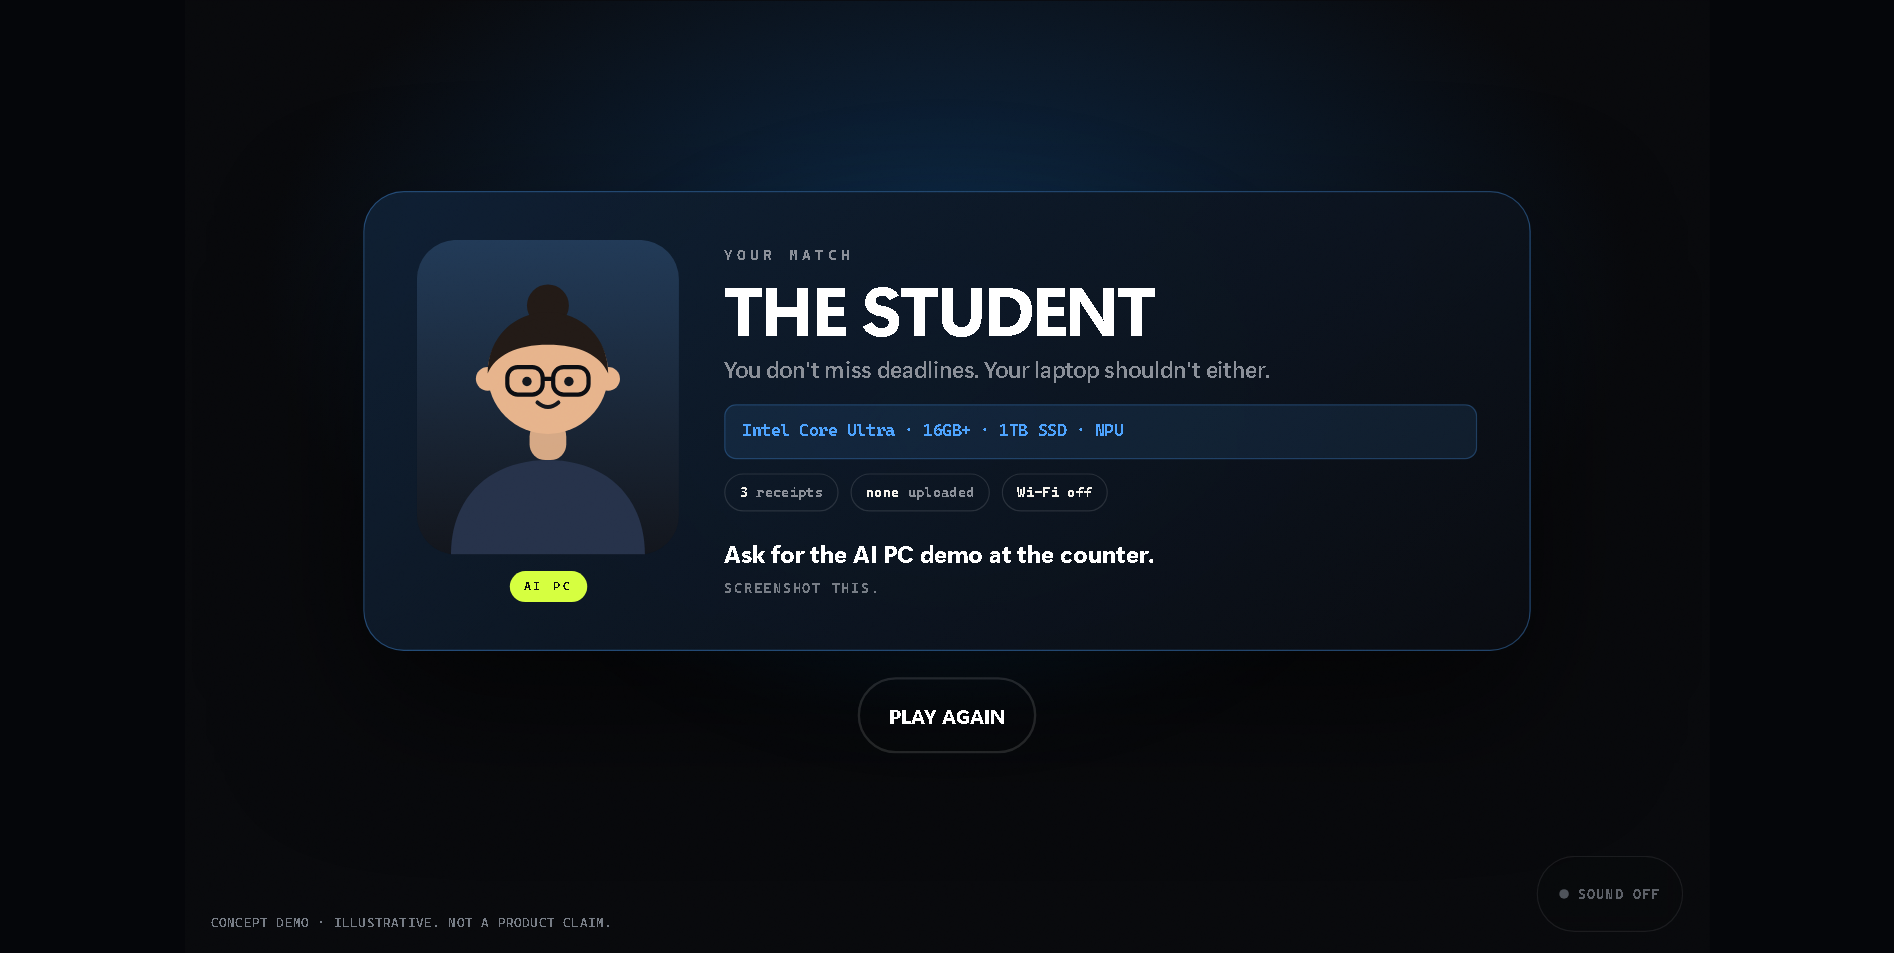 YOUR MATCH
THE STUDENT
You don't miss deadlines. Your laptop shouldn't either.
Intel Core Ultra · 16GB+ · 1TB SSD · NPU
3 receipts
none uploaded
Wi-Fi off
Ask for the AI PC demo at the counter.
SCREENSHOT THIS.
AI PC
PLAY AGAIN
SOUND OFF
CONCEPT DEMO · ILLUSTRATIVE. NOT A PRODUCT CLAIM.